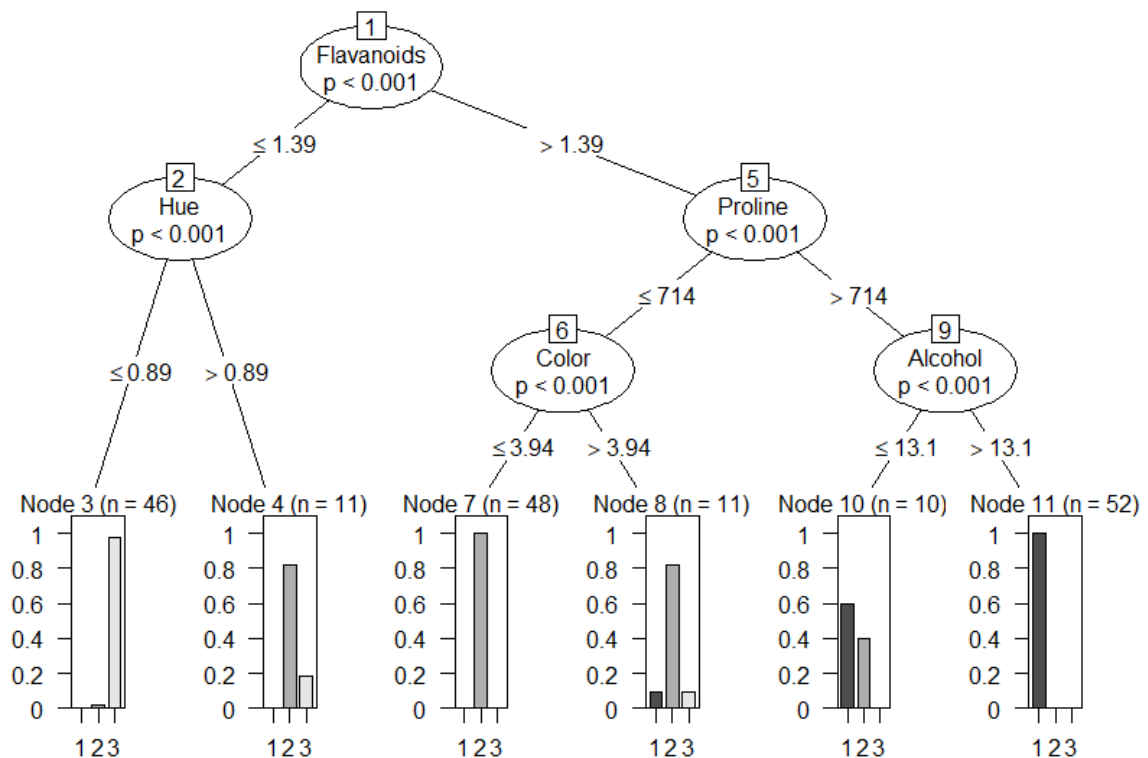 1
Flavanoids
p < 0.001
≤ 1.39
> 1.39
2
Hue
p < 0.001
5
Proline
p < 0.001
≤ 714
> 714
6
Color
p < 0.001
9
Alcohol
p < 0.001
≤ 0.89
> 0.89
≤ 3.94
> 3.94
≤ 13.1
> 13.1
Node 3 (n = 46)
1
0.8
0.6
0.4
0.2
0
1 2 3
Node 4 (n = 11)
1
0.8
0.6
0.4
0.2
0
1 2 3
Node 7 (n = 48)
1
0.8
0.6
0.4
0.2
0
1 2 3
Node 8 (n = 11)
1
0.8
0.6
0.4
0.2
0
1 2 3
Node 10 (n = 10)
1
0.8
0.6
0.4
0.2
0
1 2 3
Node 11 (n = 52)
1
0.8
0.6
0.4
0.2
0
1 2 3